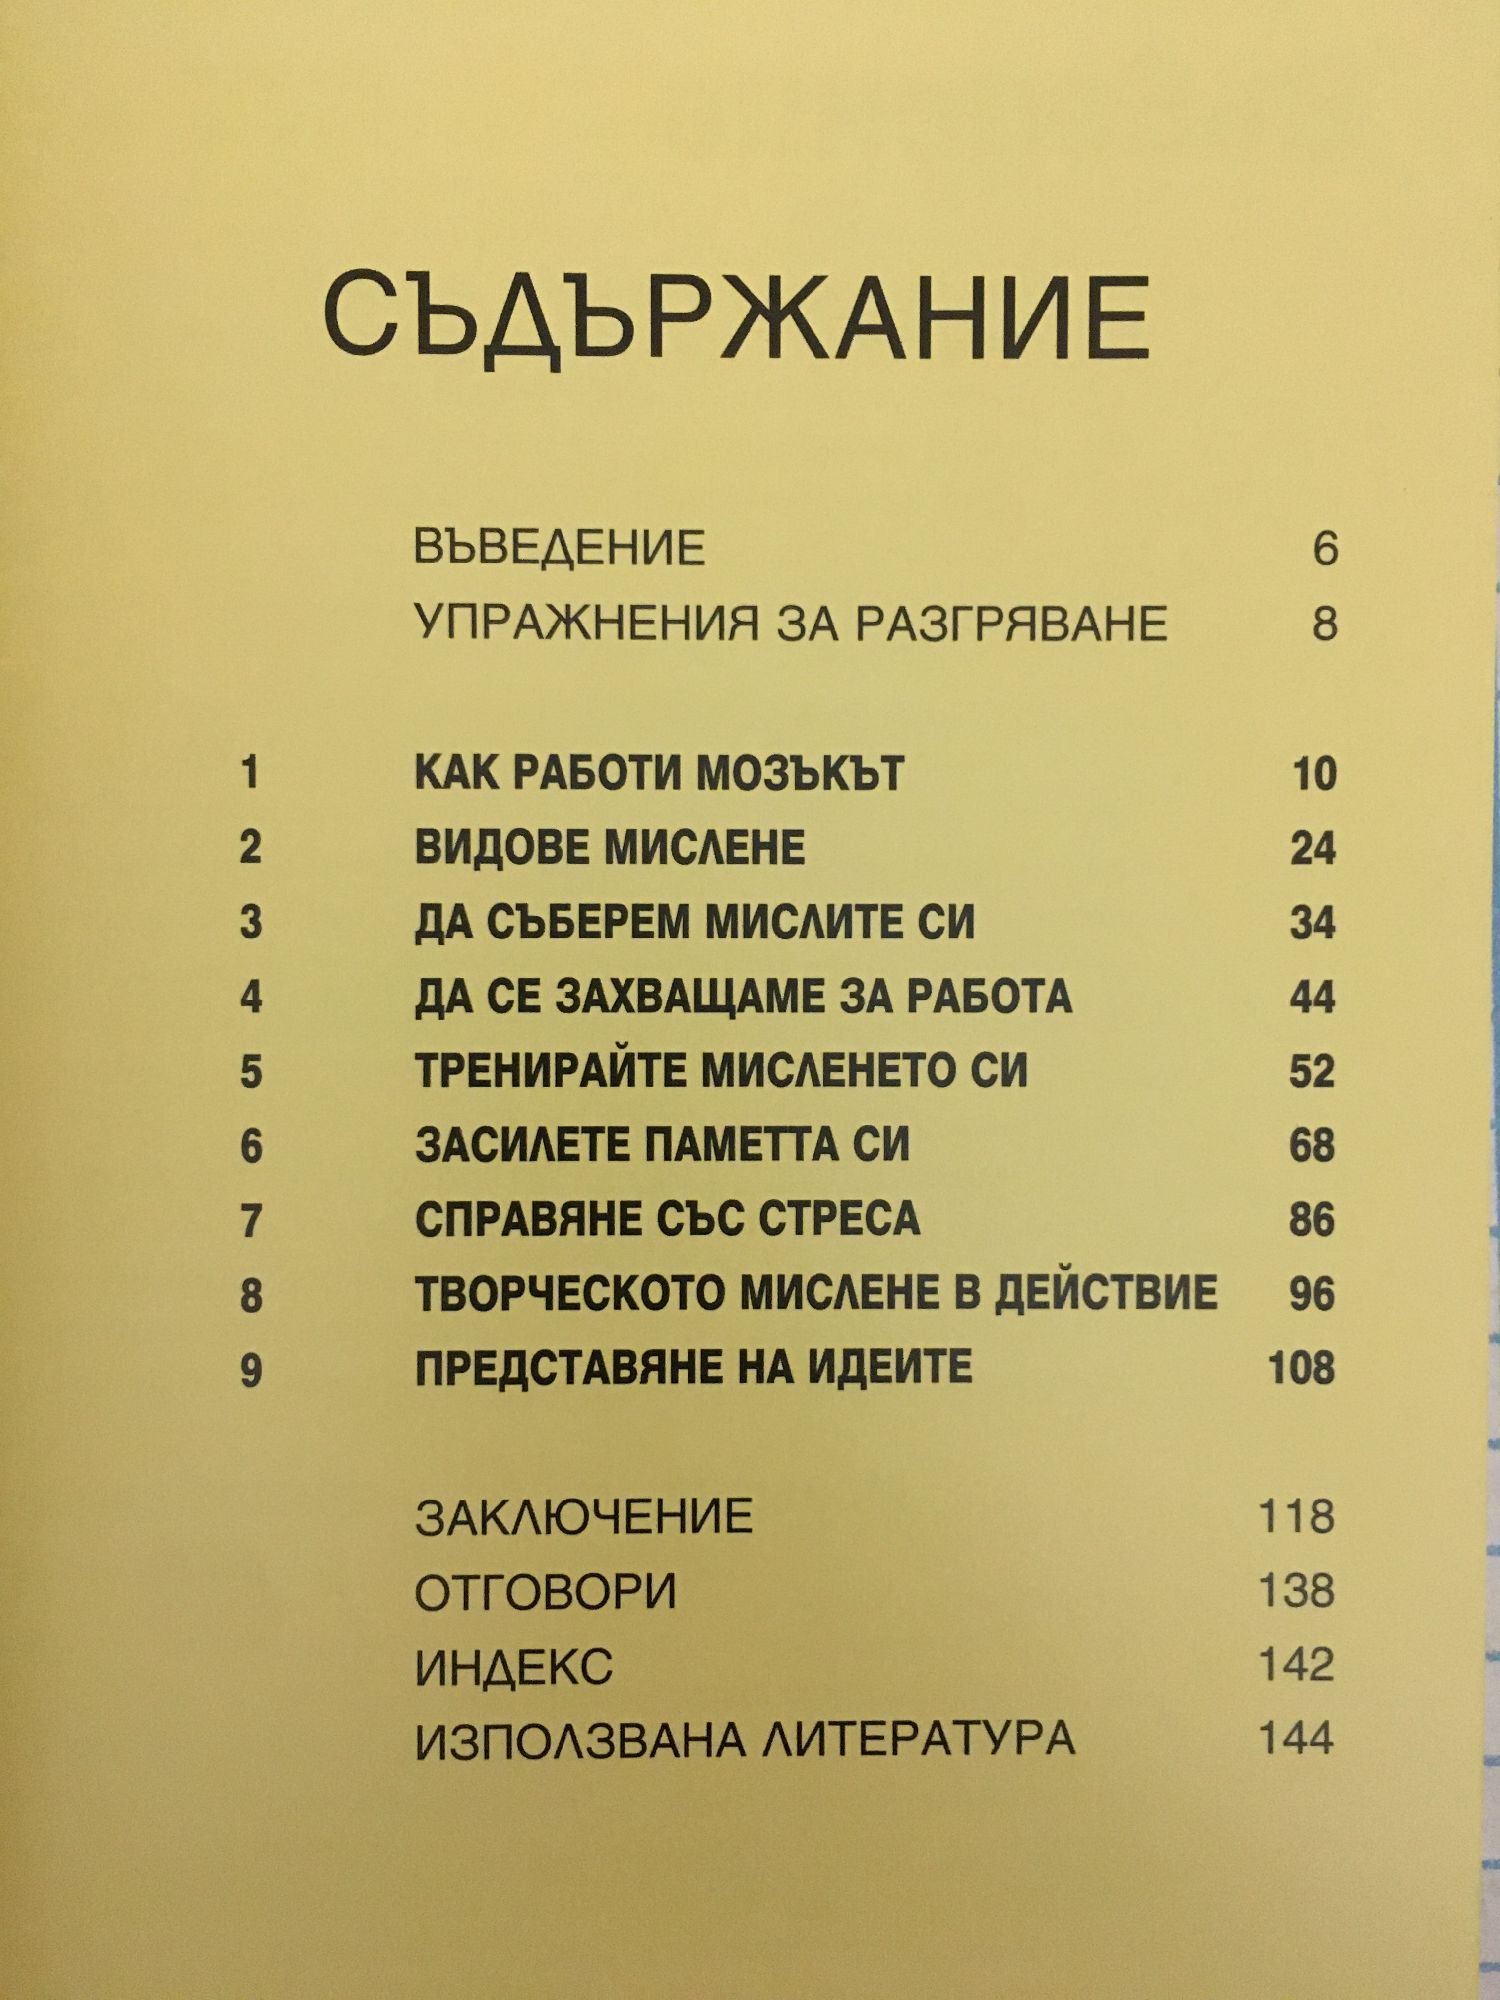 СЪДЪРЖАНИЕ
ВЪВЕДЕНИЕ 6
УПРАЖНЕНИЯ ЗА РАЗГРЯВАНЕ 8
1 КАК РАБОТИ МОЗЪКЪТ 10
2 ВИДОВЕ МИСЛЕНЕ 24
3 ДА СЪБЕРЕМ МИСЛИТЕ СИ 34
4 ДА СЕ ЗАХВАЩАМЕ ЗА РАБОТА 44
5 ТРЕНИРАЙТЕ МИСЛЕНЕТО СИ 52
6 ЗАСИЛЕТЕ ПАМЕТТА СИ 68
7 СПРАВЯНЕ СЪС СТРЕСА 86
8 ТВОРЧЕСКОТО МИСЛЕНЕ В ДЕЙСТВИЕ 96
9 ПРЕДСТАВЯНЕ НА ИДЕИТЕ 108
ЗАКЛЮЧЕНИЕ 118
ОТГОВОРИ 138
ИНДЕКС 142
ИЗПОЛЗВАНА ЛИТЕРАТУРА 144